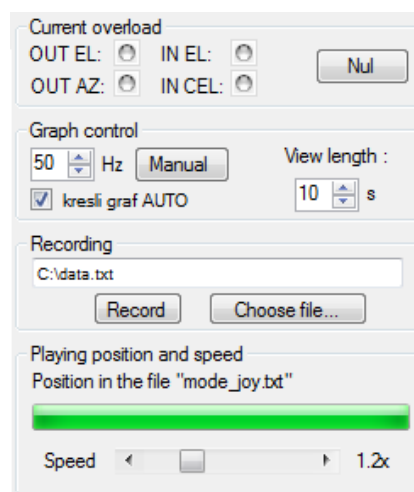 Current overload
OUT EL: IN EL:
Nul
OUT AZ: IN CEL:
Graph control
50 Hz Manual
View length :
kresli graf AUTO
10 s
Recording
C:\data.txt
Record Choose file...
Playing position and speed
Position in the file "mode_joy.txt"
Speed 1.2x